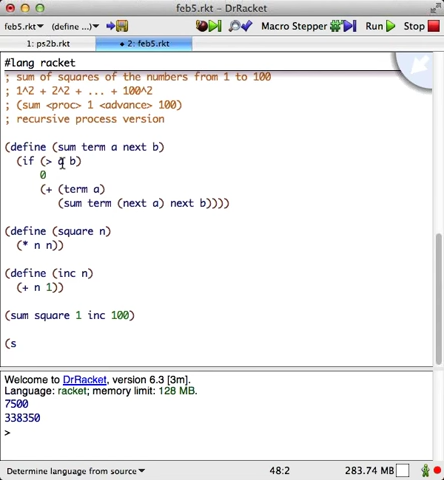 feb5.rkt - DrRacket
feb5.rkt▼ (define ...)▼ Macro Stepper Run Stop
1: ps2b.rkt 2: feb5.rkt
#lang racket
; sum of squares of the numbers from 1 to 100
; 1^2 + 2^2 + ... + 100^2
; (sum <proc> 1 <advance> 100)
; recursive process version
(define (sum term a next b)
(if (> a b)
0
(+ (term a)
(sum term (next a) next b))))
(define (square n)
(* n n))
(define (inc n)
(+ n 1))
(sum square 1 inc 100)
(s
Welcome to DrRacket, version 6.3 [3m].
Language: racket; memory limit: 128 MB.
7500
338350
>
Determine language from source▼ 48:2 283.74 MB